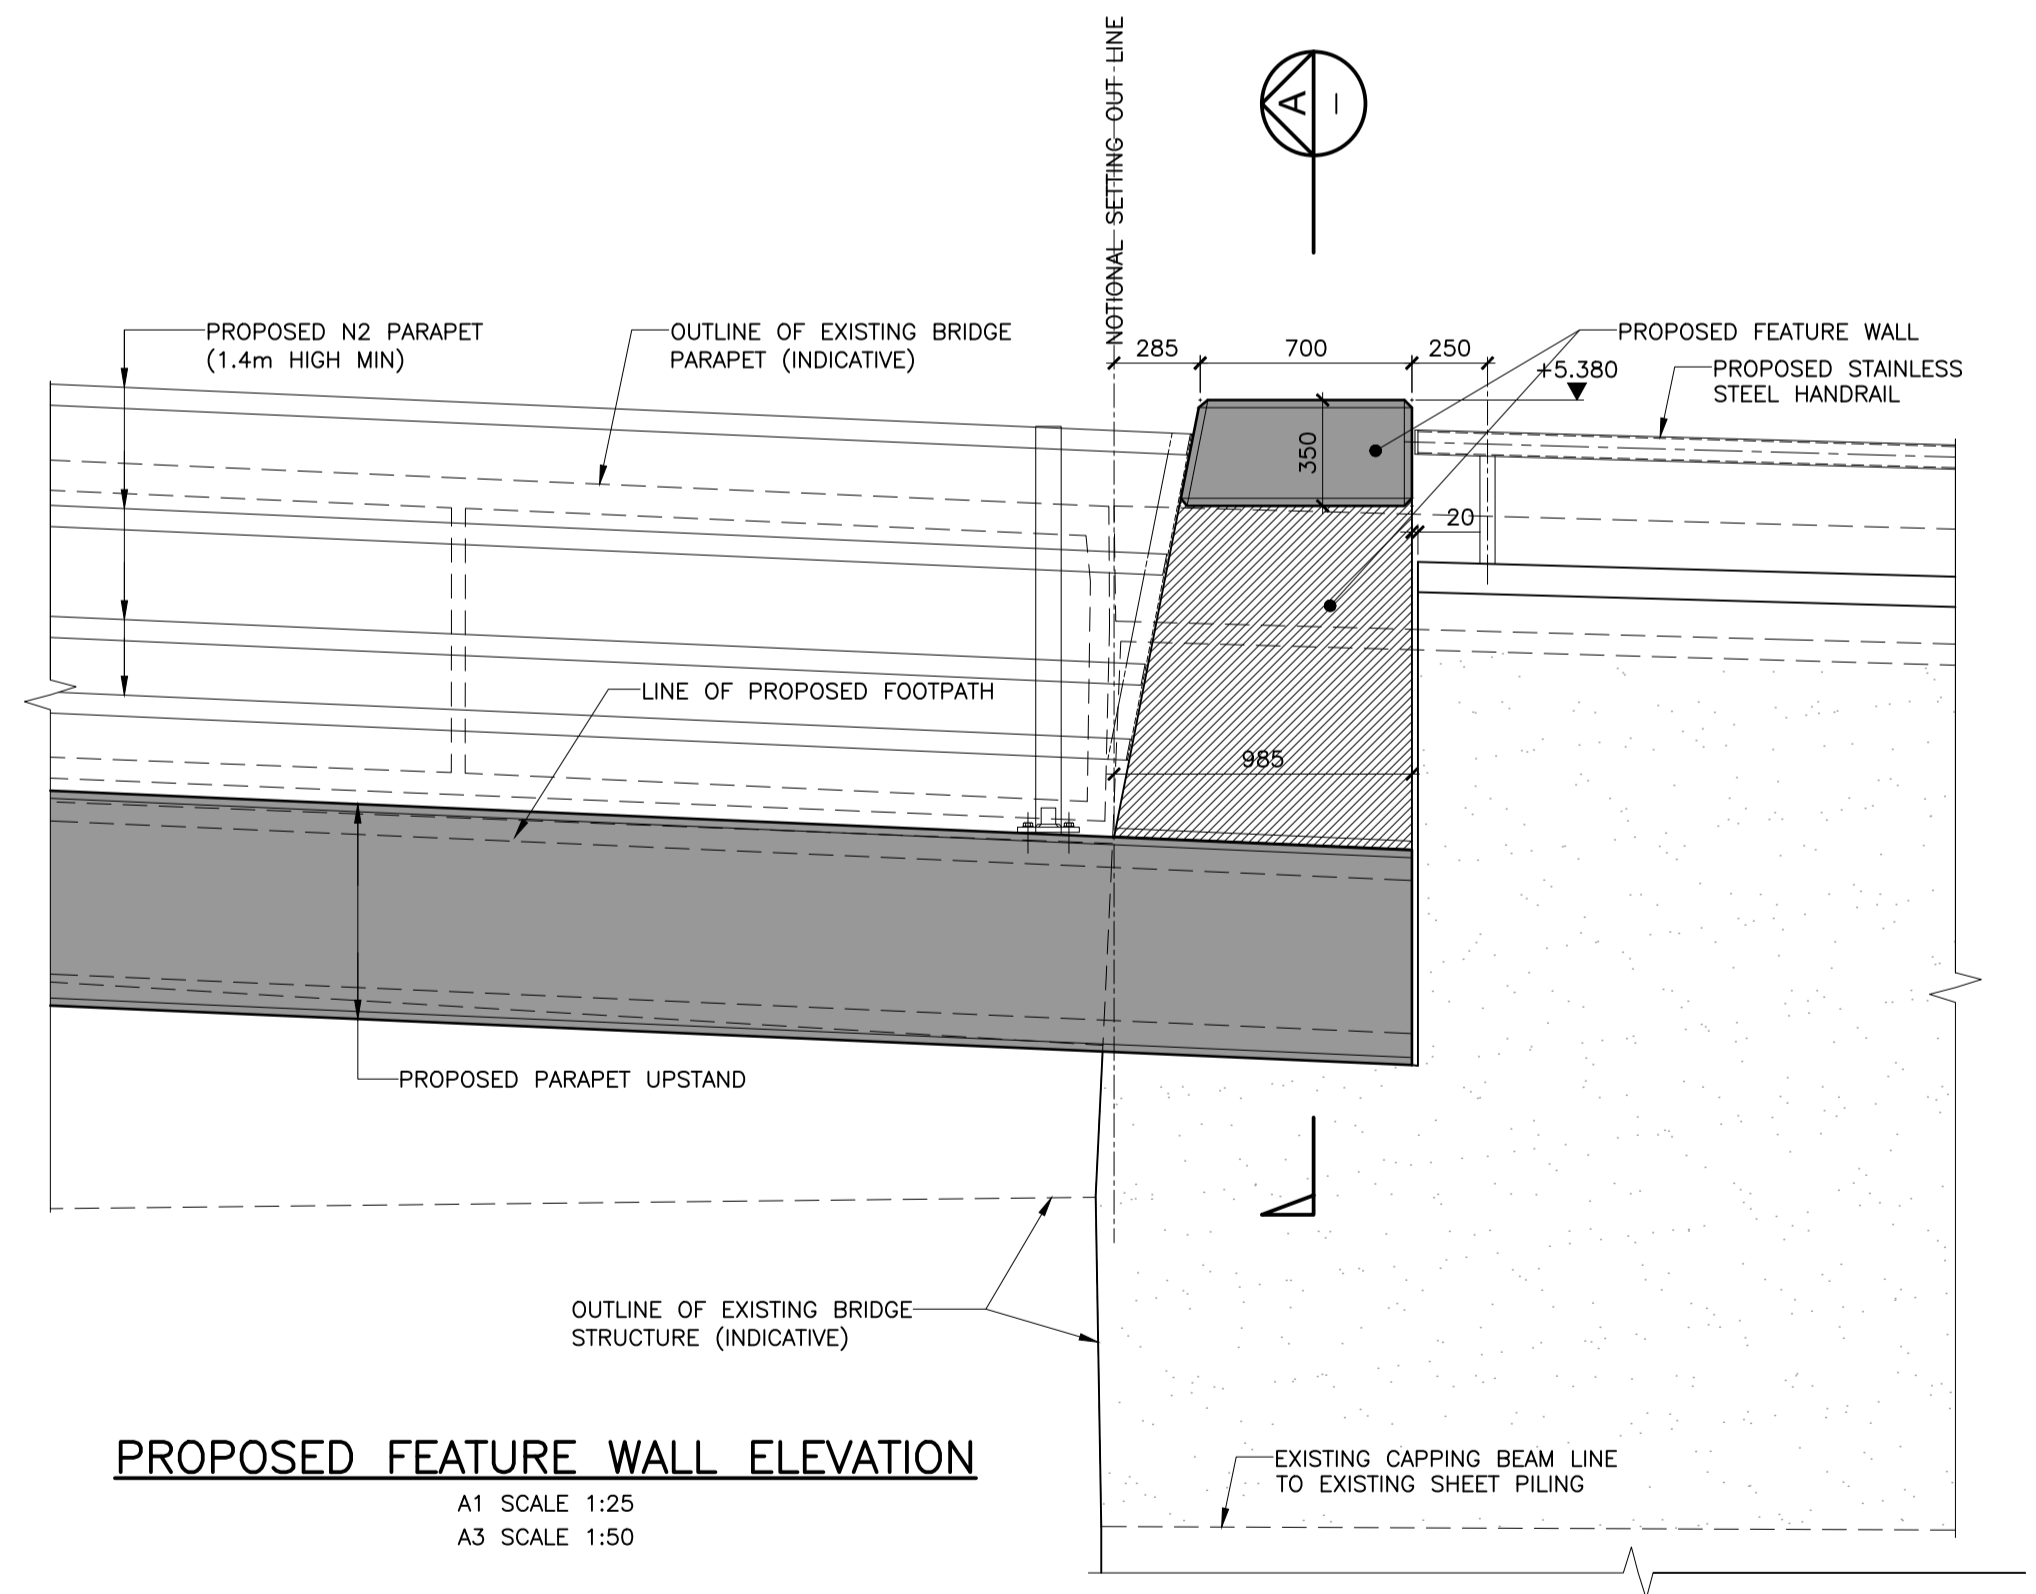 NOTIONAL SETTING OUT LINE
A
–
PROPOSED N2 PARAPET
(1.4m HIGH MIN)
OUTLINE OF EXISTING BRIDGE
PARAPET (INDICATIVE)
285
700
250
PROPOSED FEATURE WALL
+5.380
PROPOSED STAINLESS
STEEL HANDRAIL
350
20
LINE OF PROPOSED FOOTPATH
985
PROPOSED PARAPET UPSTAND
OUTLINE OF EXISTING BRIDGE
STRUCTURE (INDICATIVE)
PROPOSED FEATURE WALL ELEVATION
A1 SCALE 1:25
A3 SCALE 1:50
EXISTING CAPPING BEAM LINE
TO EXISTING SHEET PILING